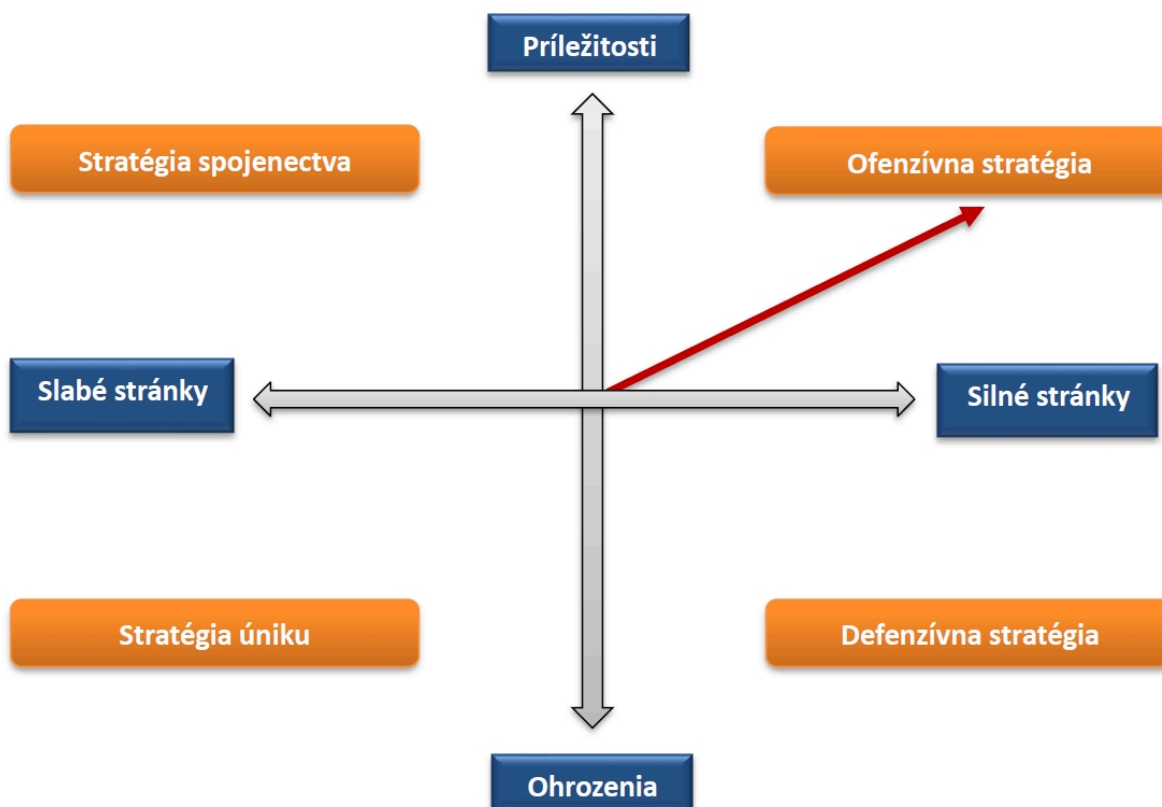 Príležitosti
Stratégia spojenectva
Ofenzívna stratégia
Slabé stránky
Silné stránky
Stratégia úniku
Defenzívna stratégia
Ohrozenia